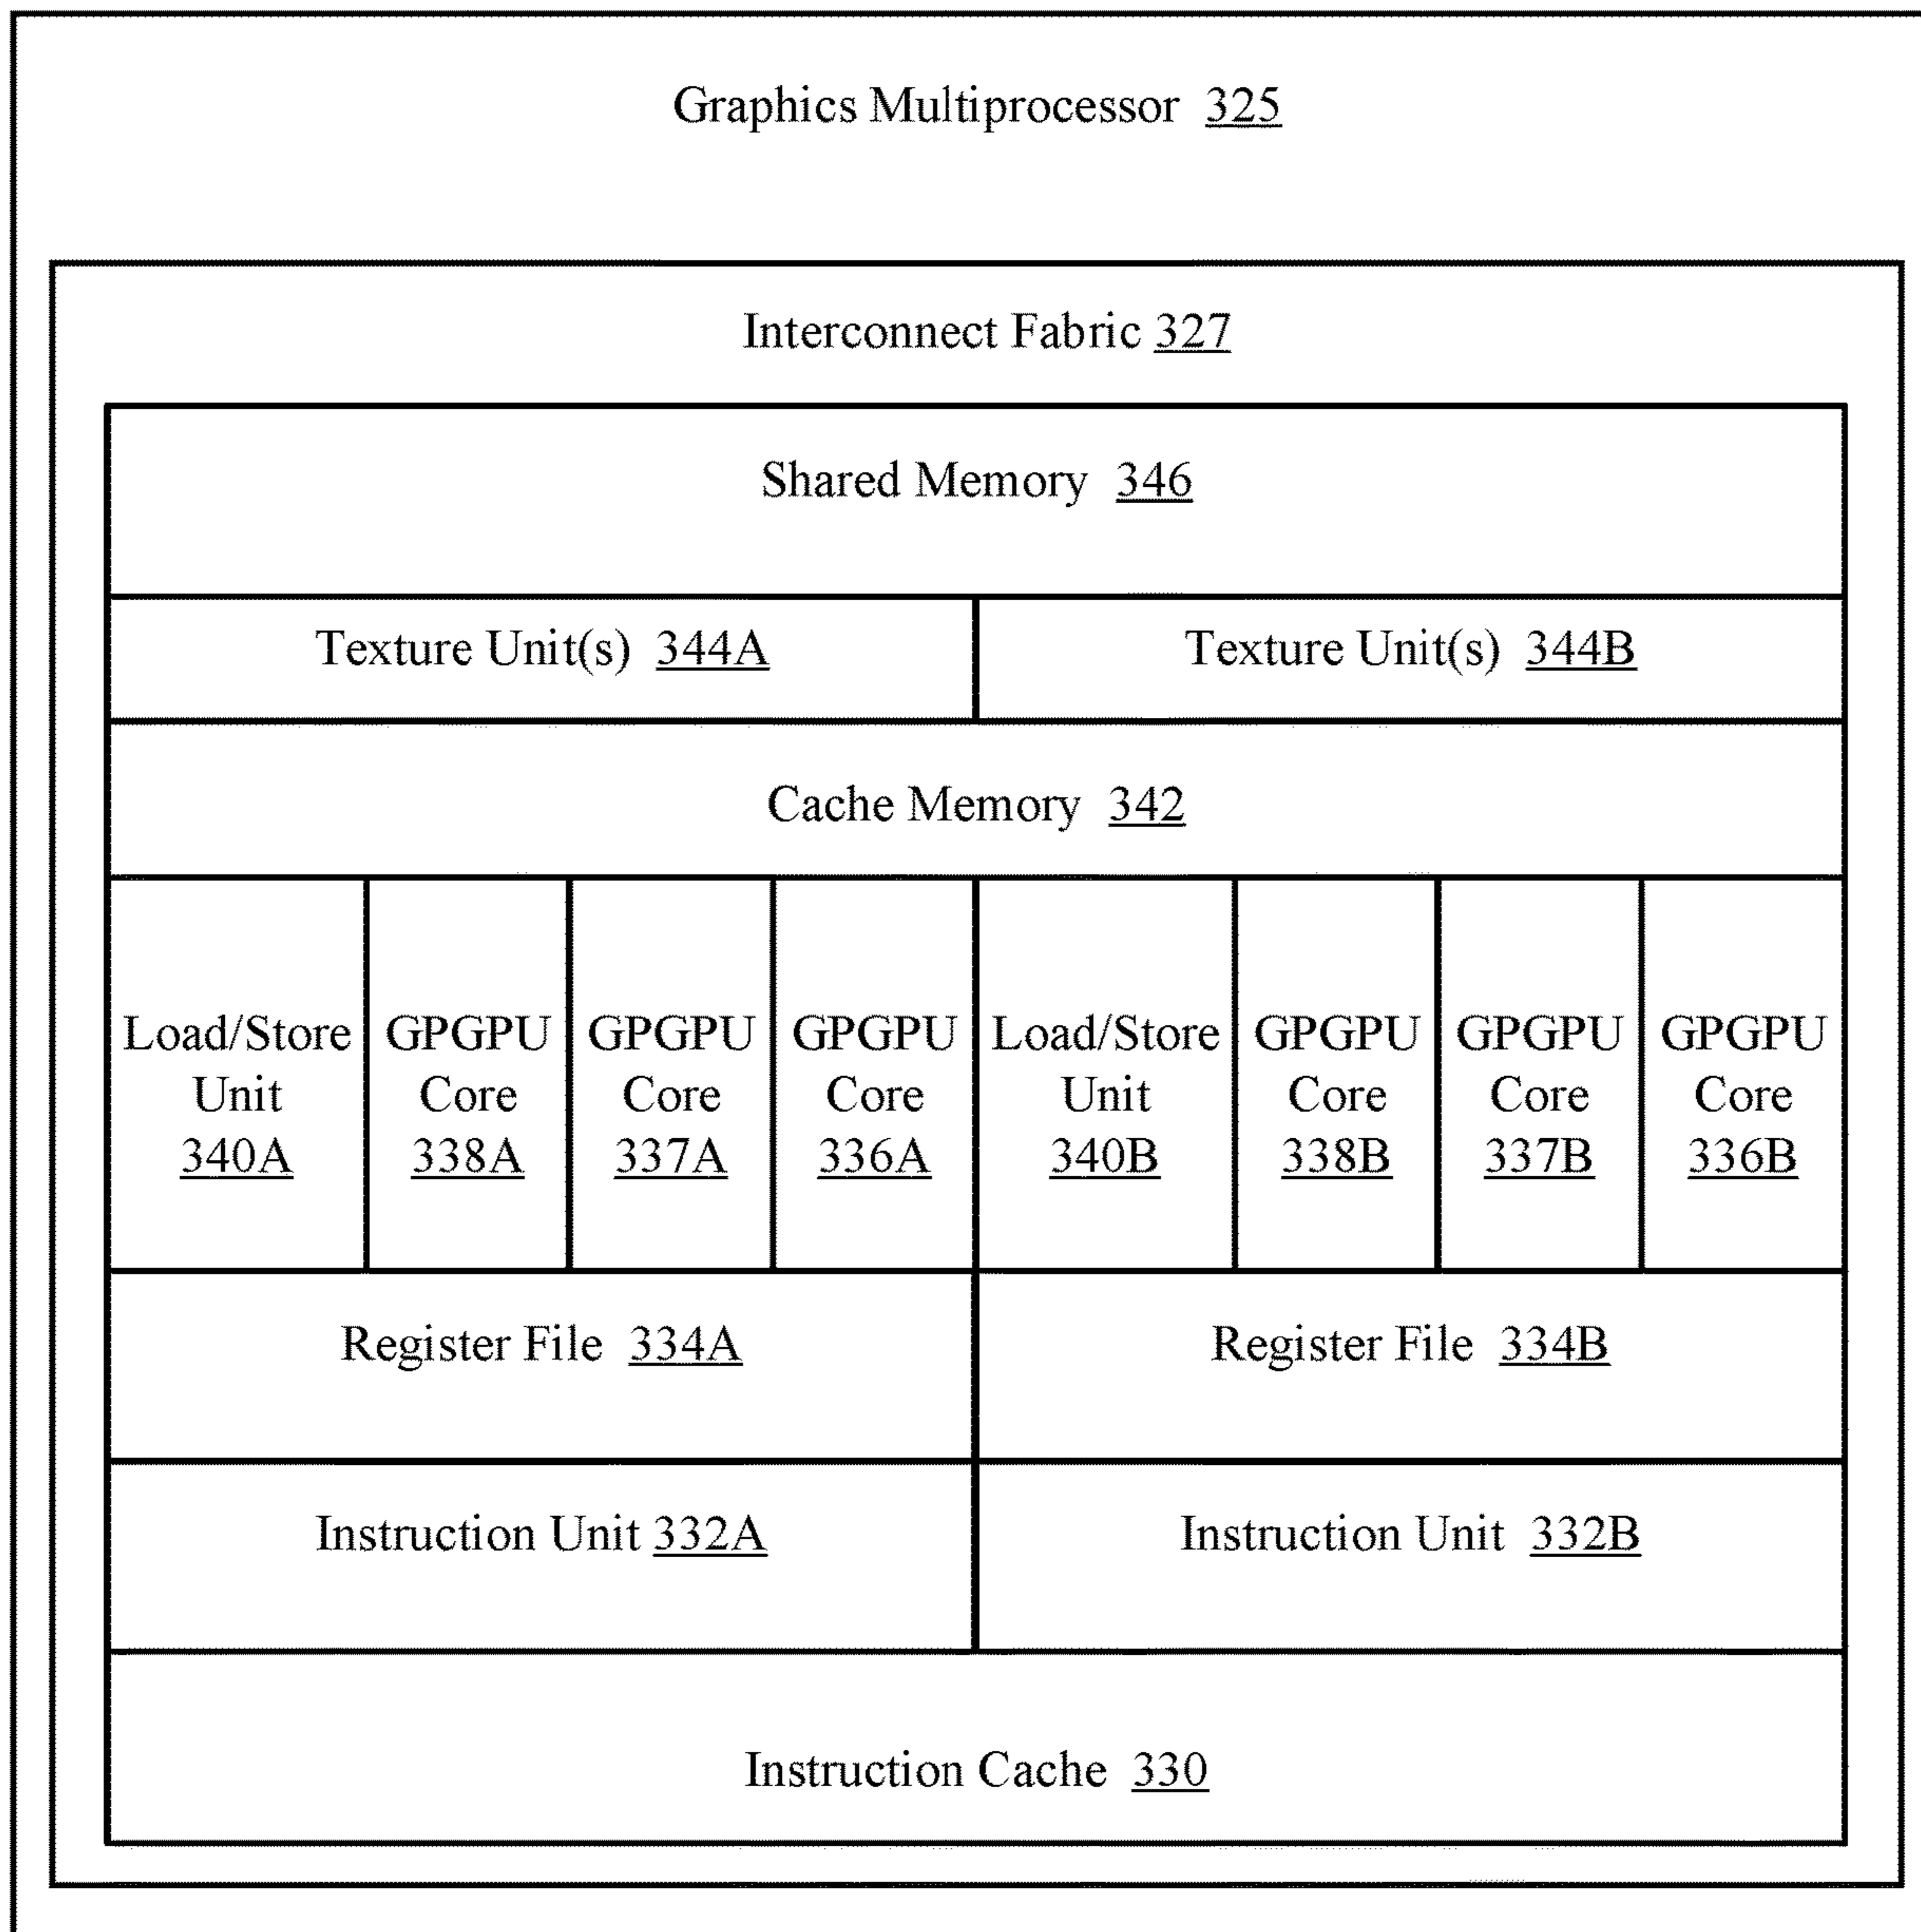 Graphics Multiprocessor 325
Interconnect Fabric 327
Shared Memory 346
Texture Unit(s) 344A
Texture Unit(s) 344B
Cache Memory 342
Load/Store
Unit
340A
GPGPU
Core
338A
GPGPU
Core
337A
GPGPU
Core
336A
Load/Store
Unit
340B
GPGPU
Core
338B
GPGPU
Core
337B
GPGPU
Core
336B
Register File 334A
Register File 334B
Instruction Unit 332A
Instruction Unit 332B
Instruction Cache 330